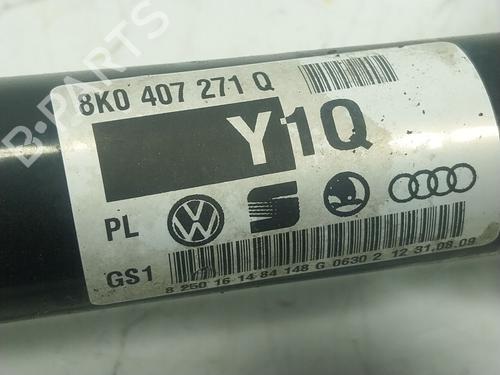 8K0 407 271 Q
Y1Q
PL
GS1
8 250 16 14 84 148 G 0630 2 12 31.08.09
B-PARTS